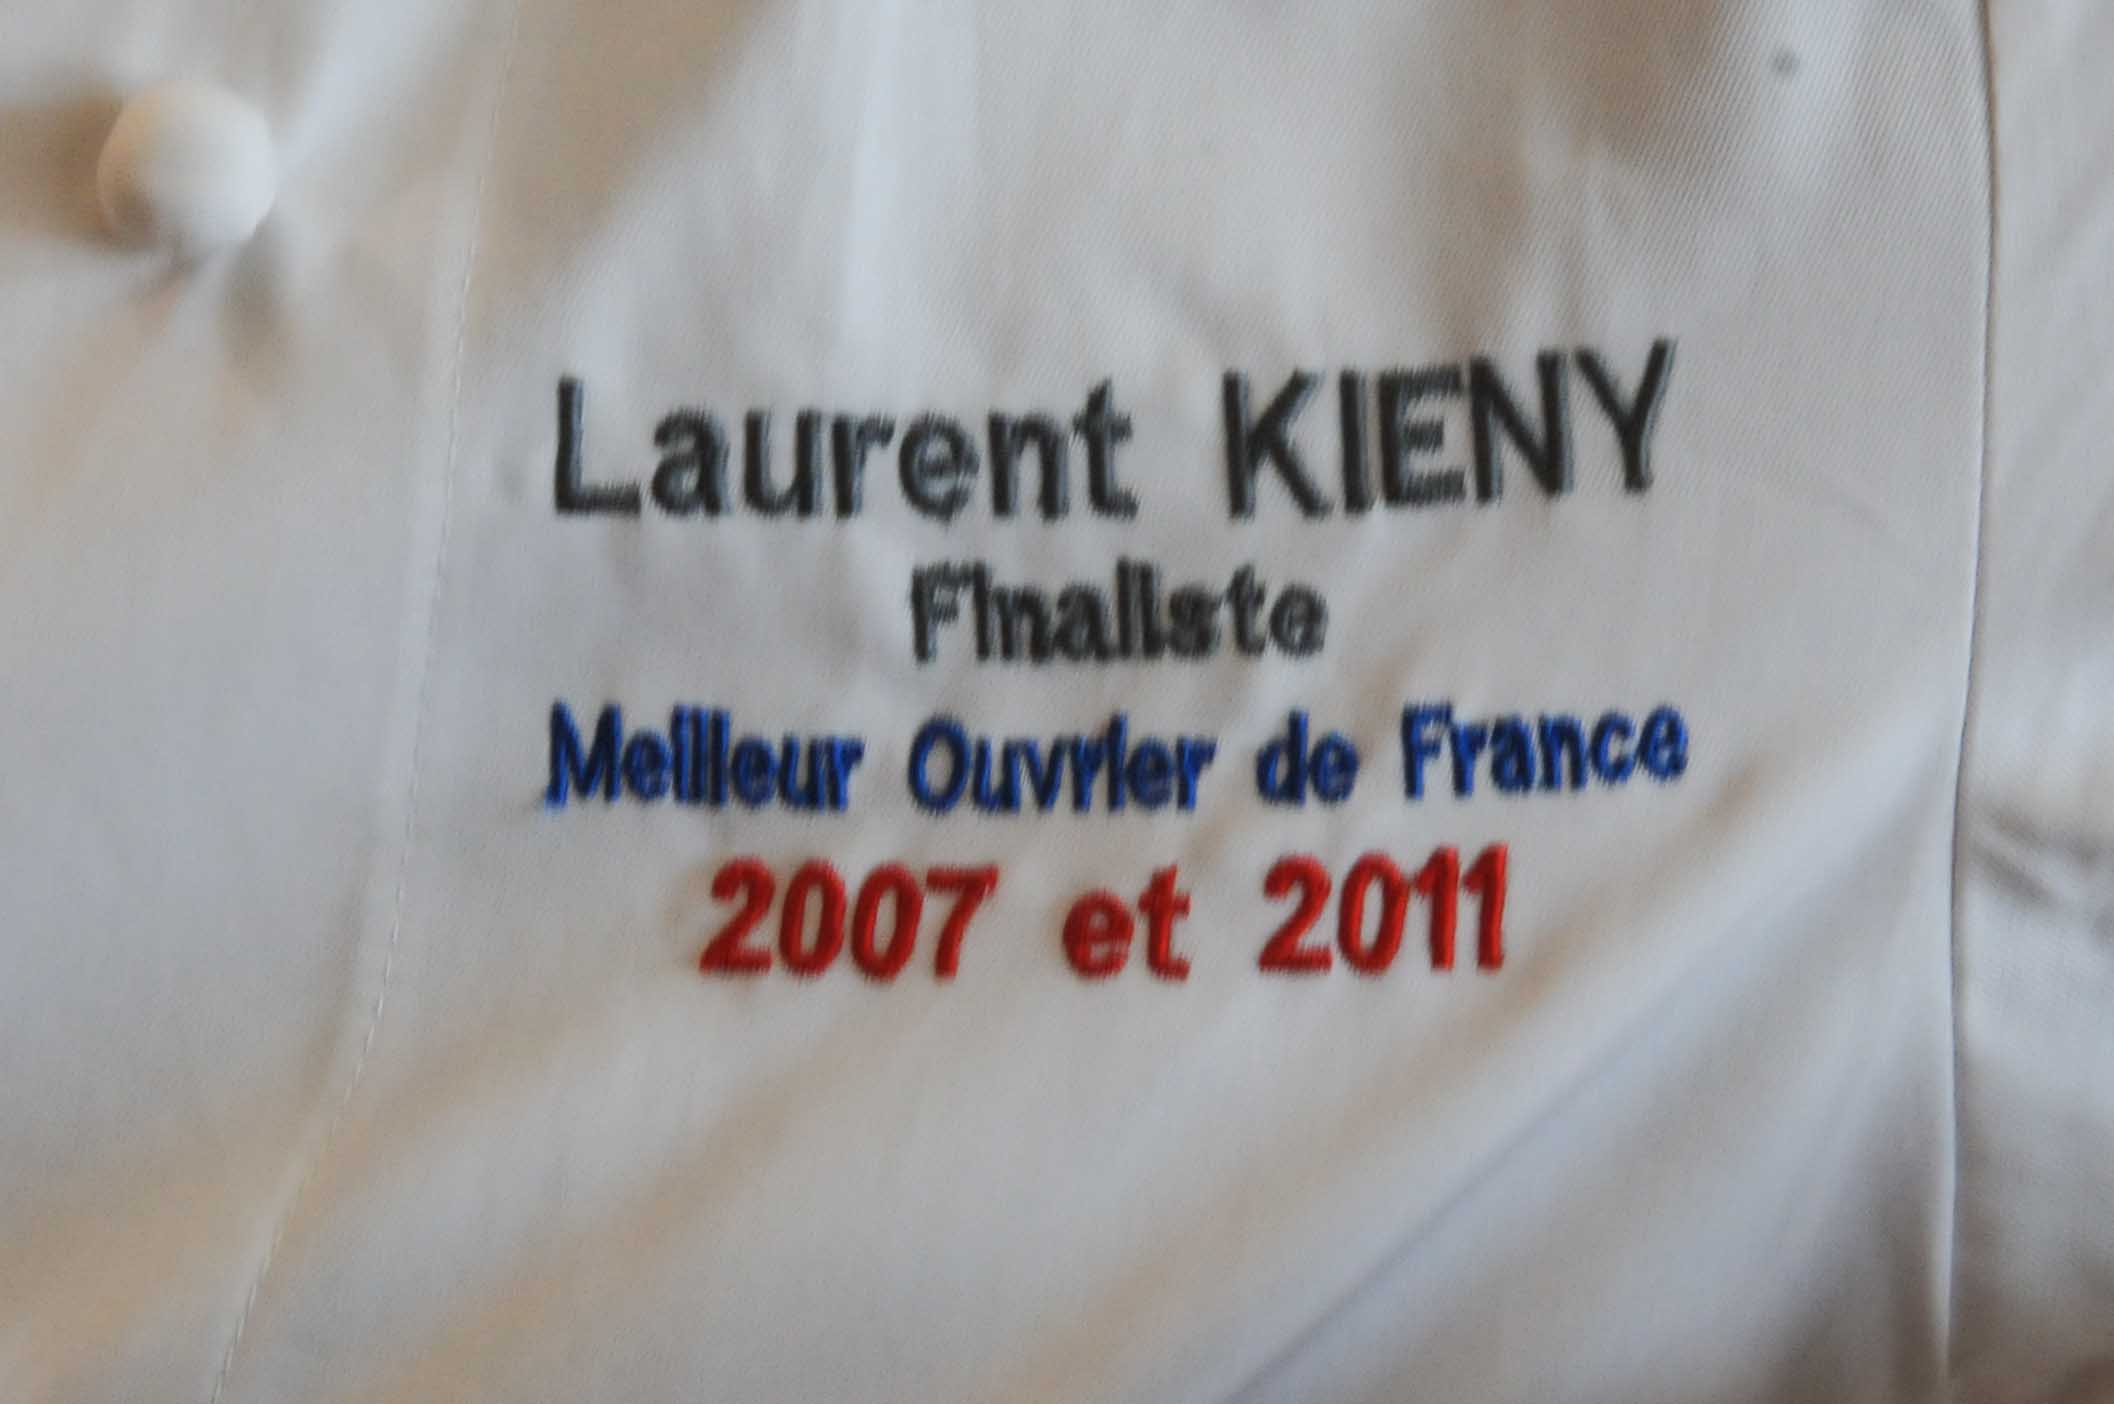 Laurent KIENY
Finaliste
Meilleur Ouvrier de France
2007 et 2011